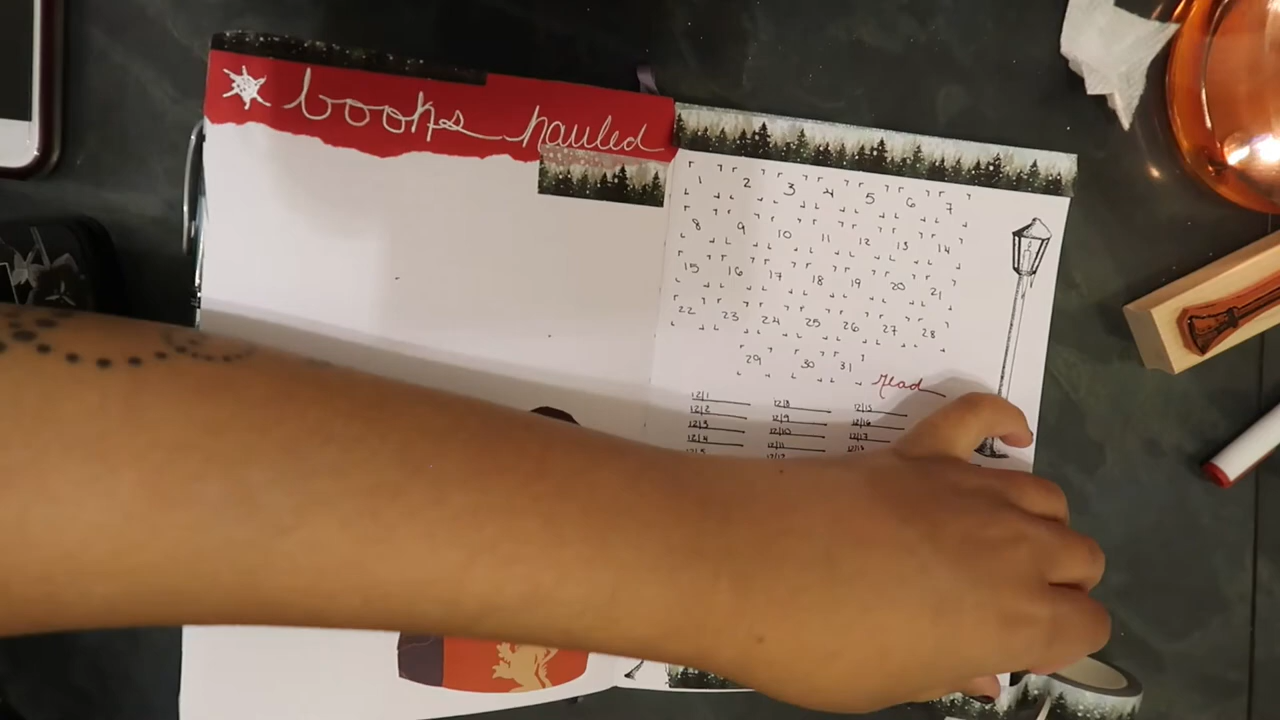 books hauled
1 2 3 4 5 6 7
8 9 10 11 12 13 14
15 16 17 18 19 20 21
22 23 24 25 26 27 28
29 30 31
read
12/1 12/8 12/15
12/2 12/9 12/16
12/3 12/10 12/17
12/4 12/11